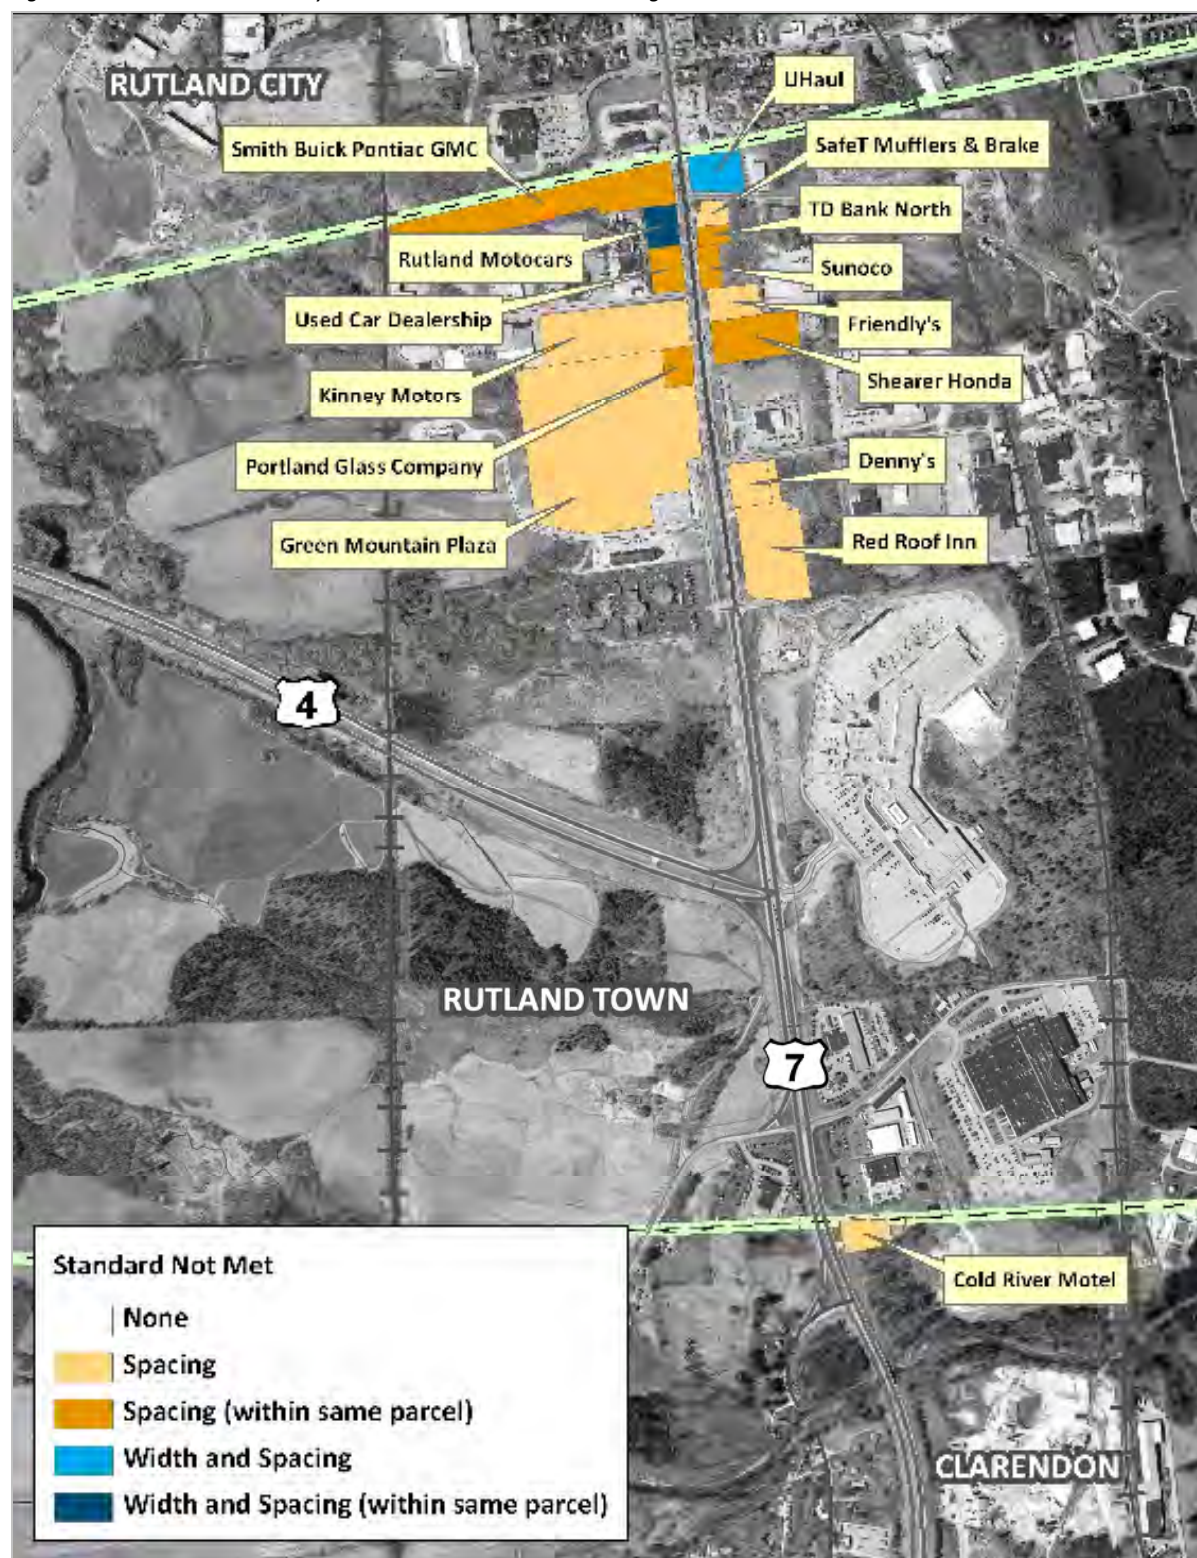 RUTLAND CITY
UHaul
Smith Buick Pontiac GMC
SafeT Mufflers & Brake
TD Bank North
Rutland Motocars
Sunoco
Used Car Dealership
Friendly's
Kinney Motors
Shearer Honda
Portland Glass Company
Denny's
Green Mountain Plaza
Red Roof Inn
4
RUTLAND TOWN
7
Cold River Motel
Standard Not Met
None
Spacing
Spacing (within same parcel)
Width and Spacing
Width and Spacing (within same parcel)
CLARENDON